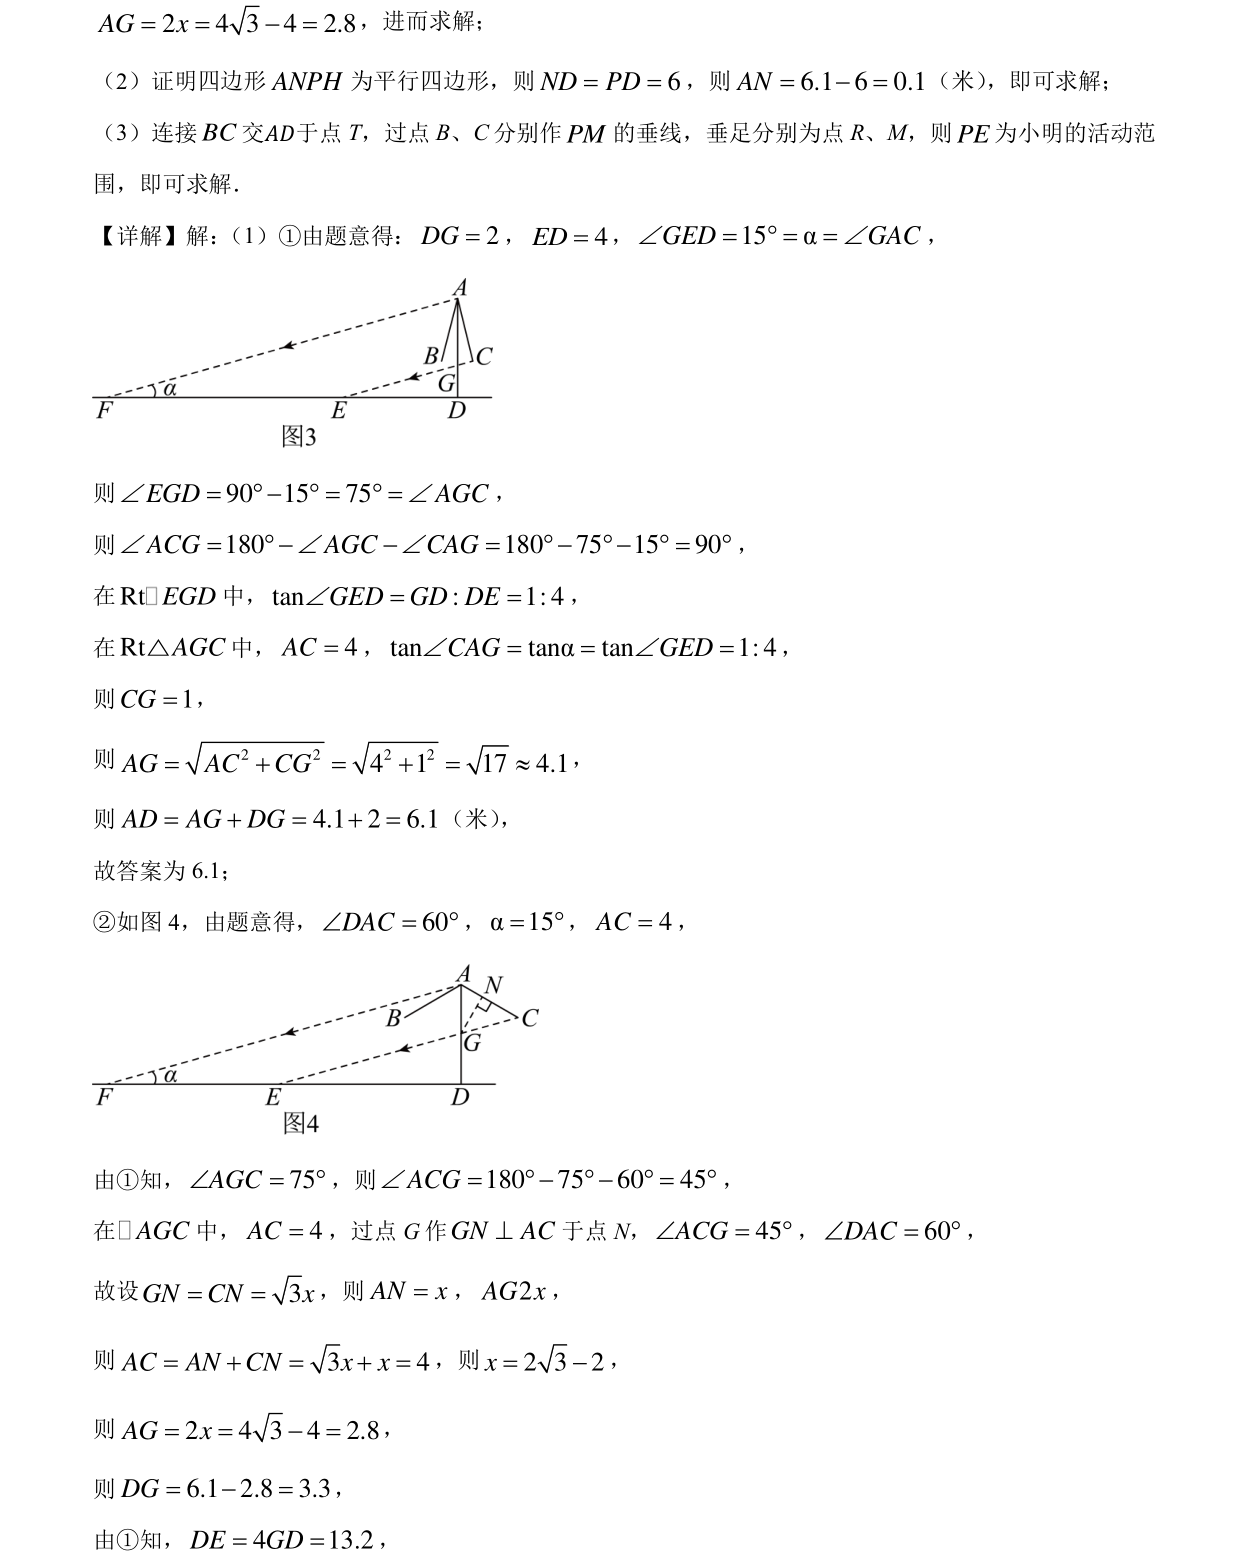 AG = 2x = 4√3 − 4 = 2.8，进而求解；
（2）证明四边形 ANPH 为平行四边形，则 ND = PD = 6，则 AN = 6.1 − 6 = 0.1（米），即可求解；
（3）连接 BC 交 AD 于点 T，过点 B、C 分别作 PM 的垂线，垂足分别为点 R、M，则 PE 为小明的活动范
围，即可求解．
【详解】解：（1）①由题意得： DG = 2， ED = 4， ∠GED = 15° = α = ∠GAC，
A
B
C
G
α
F
E
D
图3
则 ∠EGD = 90° − 15° = 75° = ∠AGC，
则 ∠ACG = 180° − ∠AGC − ∠CAG = 180° − 75° − 15° = 90°，
在 Rt□EGD 中， tan∠GED = GD : DE = 1 : 4，
在 Rt△AGC 中， AC = 4， tan∠CAG = tanα = tan∠GED = 1 : 4，
则 CG = 1，
则 AG = √(AC² + CG²) = √(4² + 1²) = √17 ≈ 4.1，
则 AD = AG + DG = 4.1 + 2 = 6.1（米），
故答案为 6.1；
②如图 4，由题意得， ∠DAC = 60°， α = 15°， AC = 4，
A
N
B
C
G
α
F
E
D
图4
由①知， ∠AGC = 75°，则 ∠ACG = 180° − 75° − 60° = 45°，
在□AGC 中， AC = 4，过点 G 作 GN ⊥ AC 于点 N， ∠ACG = 45°， ∠DAC = 60°，
故设 GN = CN = √3x，则 AN = x， AG2x，
则 AC = AN + CN = √3x + x = 4，则 x = 2√3 − 2，
则 AG = 2x = 4√3 − 4 = 2.8，
则 DG = 6.1 − 2.8 = 3.3，
由①知， DE = 4GD = 13.2，